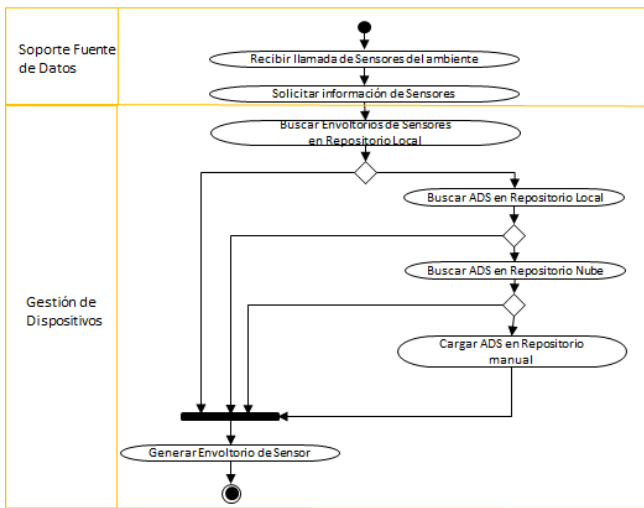 Soporte Fuente
de Datos
Recibir llamada de Sensores del ambiente
Solicitar información de Sensores
Buscar Envoltorios de Sensores
en Repositorio Local
Buscar ADS en Repositorio Local
Buscar ADS en Repositorio Nube
Gestión de
Dispositivos
Cargar ADS en Repositorio
manual
Generar Envoltorio de Sensor